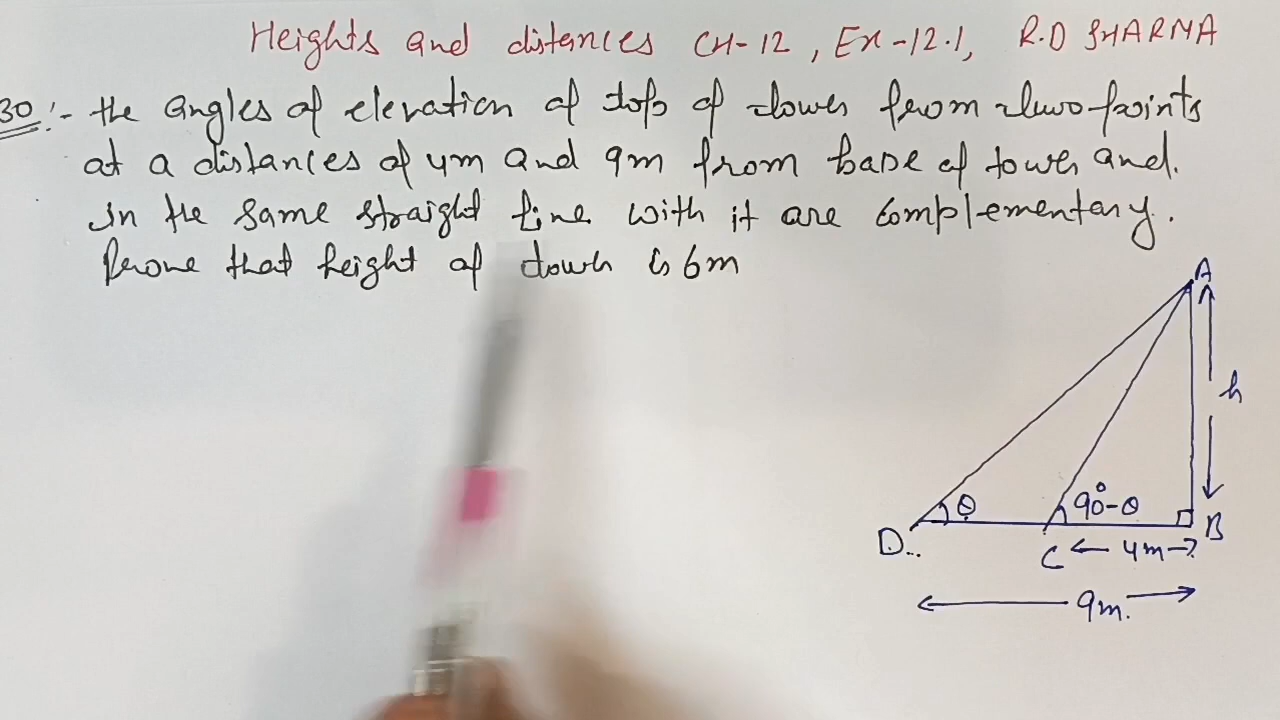 Heights and distances CH-12, Ex-12.1, R.D SHARMA
30:- the angles of elevation of top of tower from two points
at a distances of 4m and 9m from base of tower and.
in the same straight line with it are complementary.
Prove that height of tower is 6m
A
h
θ
90°-θ
B
D..
C
4m
9m.